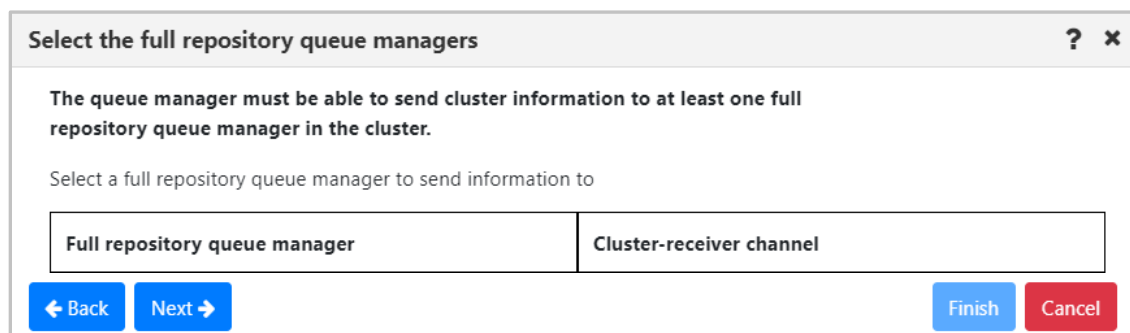 Select the full repository queue managers ? ×
The queue manager must be able to send cluster information to at least one full
repository queue manager in the cluster.
Select a full repository queue manager to send information to
Full repository queue manager Cluster-receiver channel
← Back Next → Finish Cancel